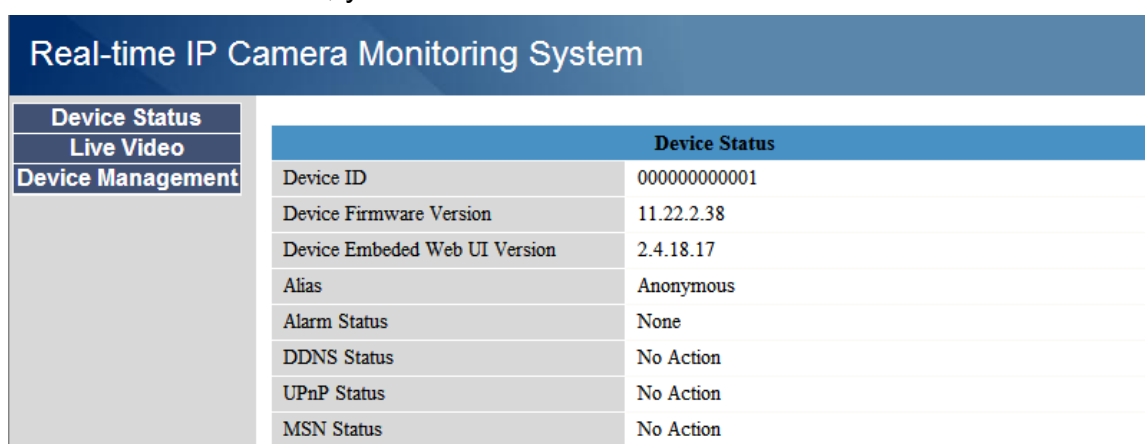 Real-time IP Camera Monitoring System
Device Status
Live Video
Device Management
Device Status
Device ID 000000000001
Device Firmware Version 11.22.2.38
Device Embeded Web UI Version 2.4.18.17
Alias Anonymous
Alarm Status None
DDNS Status No Action
UPnP Status No Action
MSN Status No Action